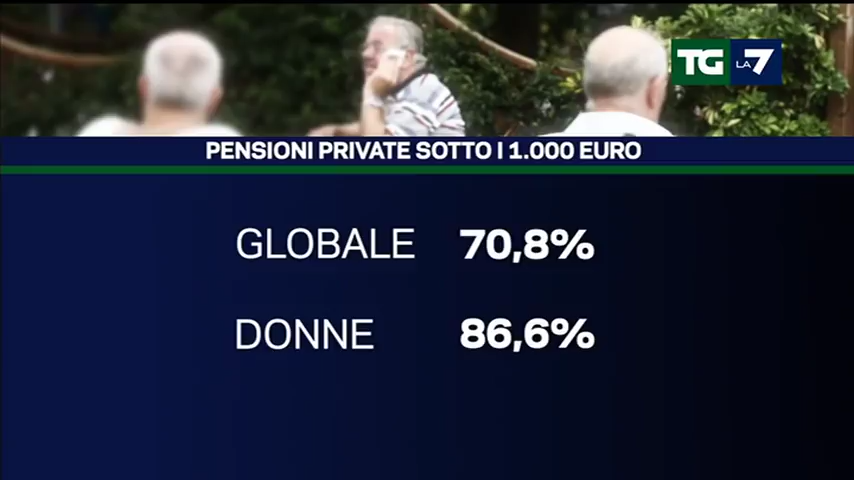 TG LA7
PENSIONI PRIVATE SOTTO I 1.000 EURO
GLOBALE 70,8%
DONNE 86,6%